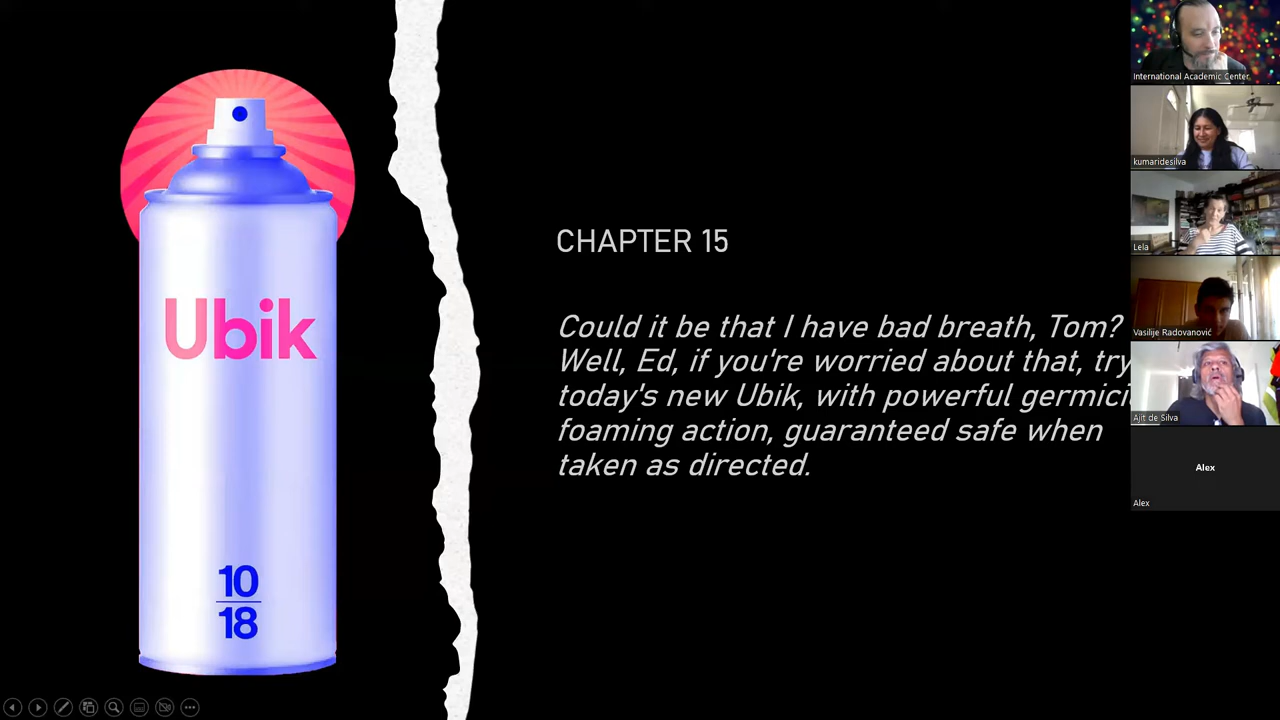 Ubik
10
18
CHAPTER 15
Could it be that I have bad breath, Tom?
Well, Ed, if you're worried about that, try
today's new Ubik, with powerful
foaming action, guaranteed safe when
taken as directed.
International Academic Center
kumaridesilva
Lela
Vasilije Radovanović
Ajit de Silva
Alex
Alex